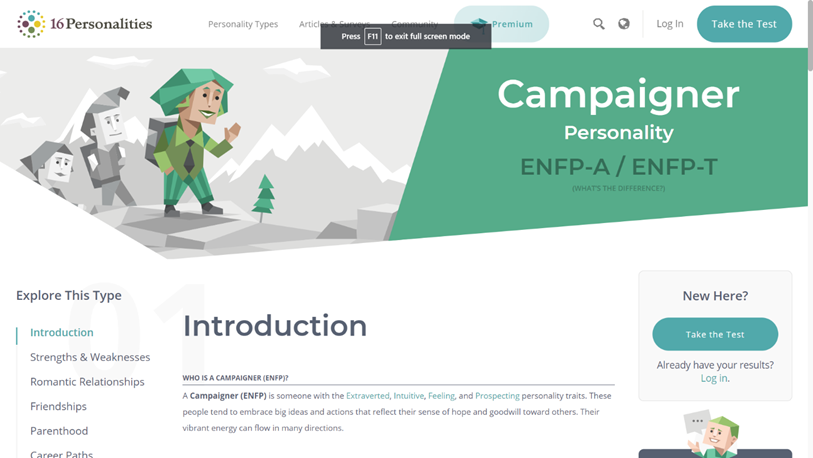 16Personalities
Personality Types
Articles & Surveys
Community
Premium
Log In
Take the Test
Press F11 to exit full screen mode
Campaigner
Personality
ENFP-A / ENFP-T
(WHAT'S THE DIFFERENCE?)
Explore This Type
01
Introduction
Strengths & Weaknesses
Romantic Relationships
Friendships
Parenthood
Career Paths
Introduction
WHO IS A CAMPAIGNER (ENFP)?
A Campaigner (ENFP) is someone with the Extraverted, Intuitive, Feeling, and Prospecting personality traits. These
people tend to embrace big ideas and actions that reflect their sense of hope and goodwill toward others. Their
vibrant energy can flow in many directions.
New Here?
Take the Test
Already have your results?
Log in.